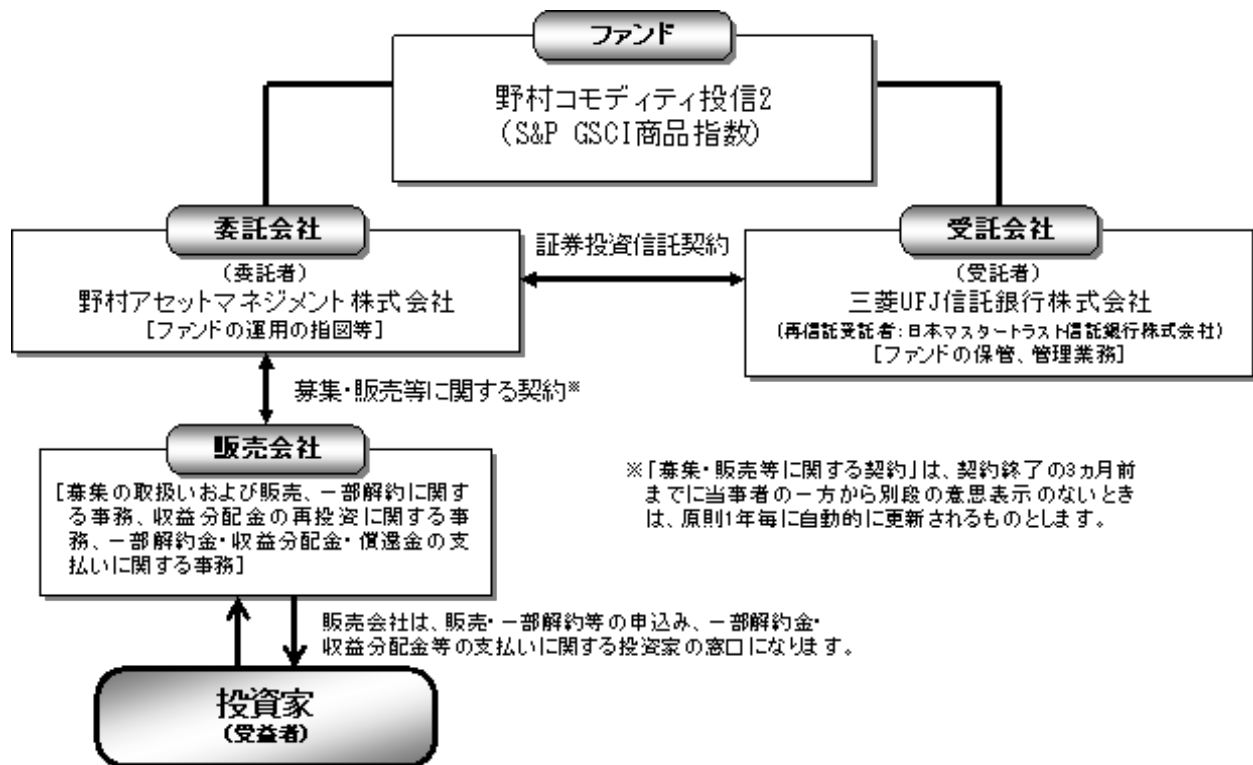 ファンド
野村コモディティ投信2
(S&P GSCI商品指数)
委託会社
(委託者)
野村アセットマネジメント株式会社
[ファンドの運用の指図等]
証券投資信託契約
受託会社
(受託者)
三菱UFJ信託銀行株式会社
(再信託受託者:日本マスタートラスト信託銀行株式会社)
[ファンドの保管、管理業務]
募集・販売等に関する契約※
販売会社
[募集の取扱いおよび販売、一部解約に関す
る事務、収益分配金の再投資に関する事
務、一部解約金・収益分配金・償還金の支
払いに関する事務]
※「募集・販売等に関する契約」は、契約終了の3ヵ月前
までに当事者の一方から別段の意思表示のないとき
は、原則1年毎に自動的に更新されるものとします。
販売会社は、販売・一部解約等の申込み、一部解約金・
収益分配金等の支払いに関する投資家の窓口になります。
投資家
(受益者)